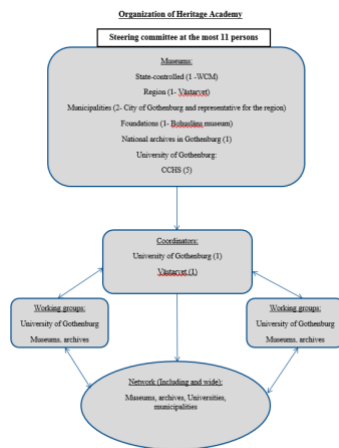 Organization of Heritage Academy
Steering committee at the most 11 persons
Museums:
State-controlled (1 -WCM)
Region (1- Västarvet)
Municipalities (2- City of Gothenburg and representative for the region)
Foundations (1- Bohusläns museum)
National archives in Gothenburg (1)
University of Gothenburg:
CCHS (5)
Coordinators:
University of Gothenburg (1)
Västarvet (1)
Working groups:
University of Gothenburg
Museums. archives
Working groups:
University of Gothenburg
Museums. archives
Network (Including and wide):
Museums, archives, Universities,
municipalities